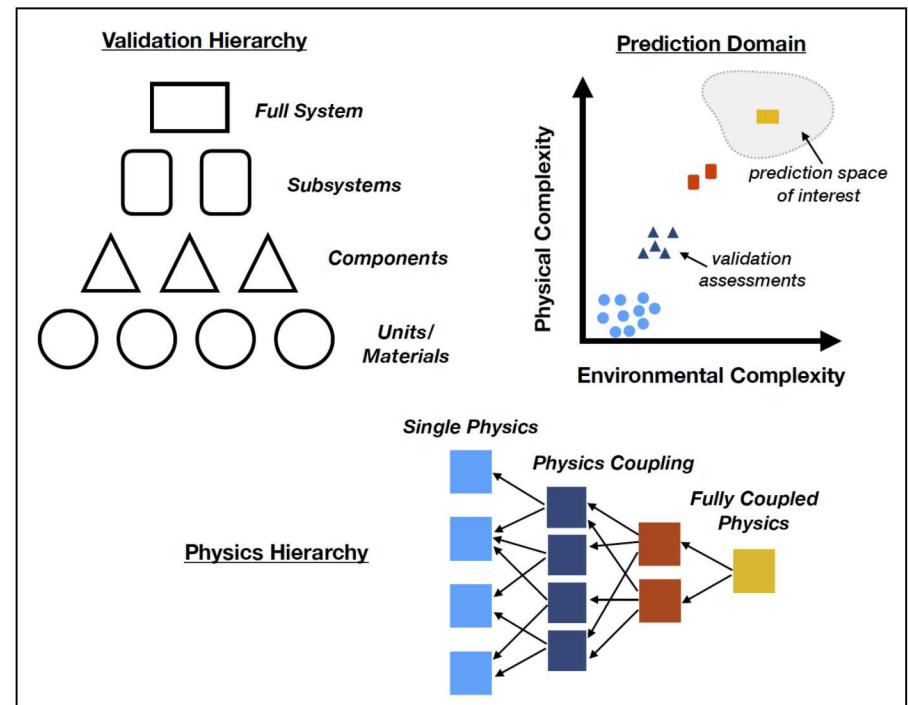 Validation Hierarchy
Full System
Subsystems
Components
Units/
Materials
Prediction Domain
Physical Complexity
prediction space
of interest
validation
assessments
Environmental Complexity
Single Physics
Physics Coupling
Fully Coupled
Physics
Physics Hierarchy